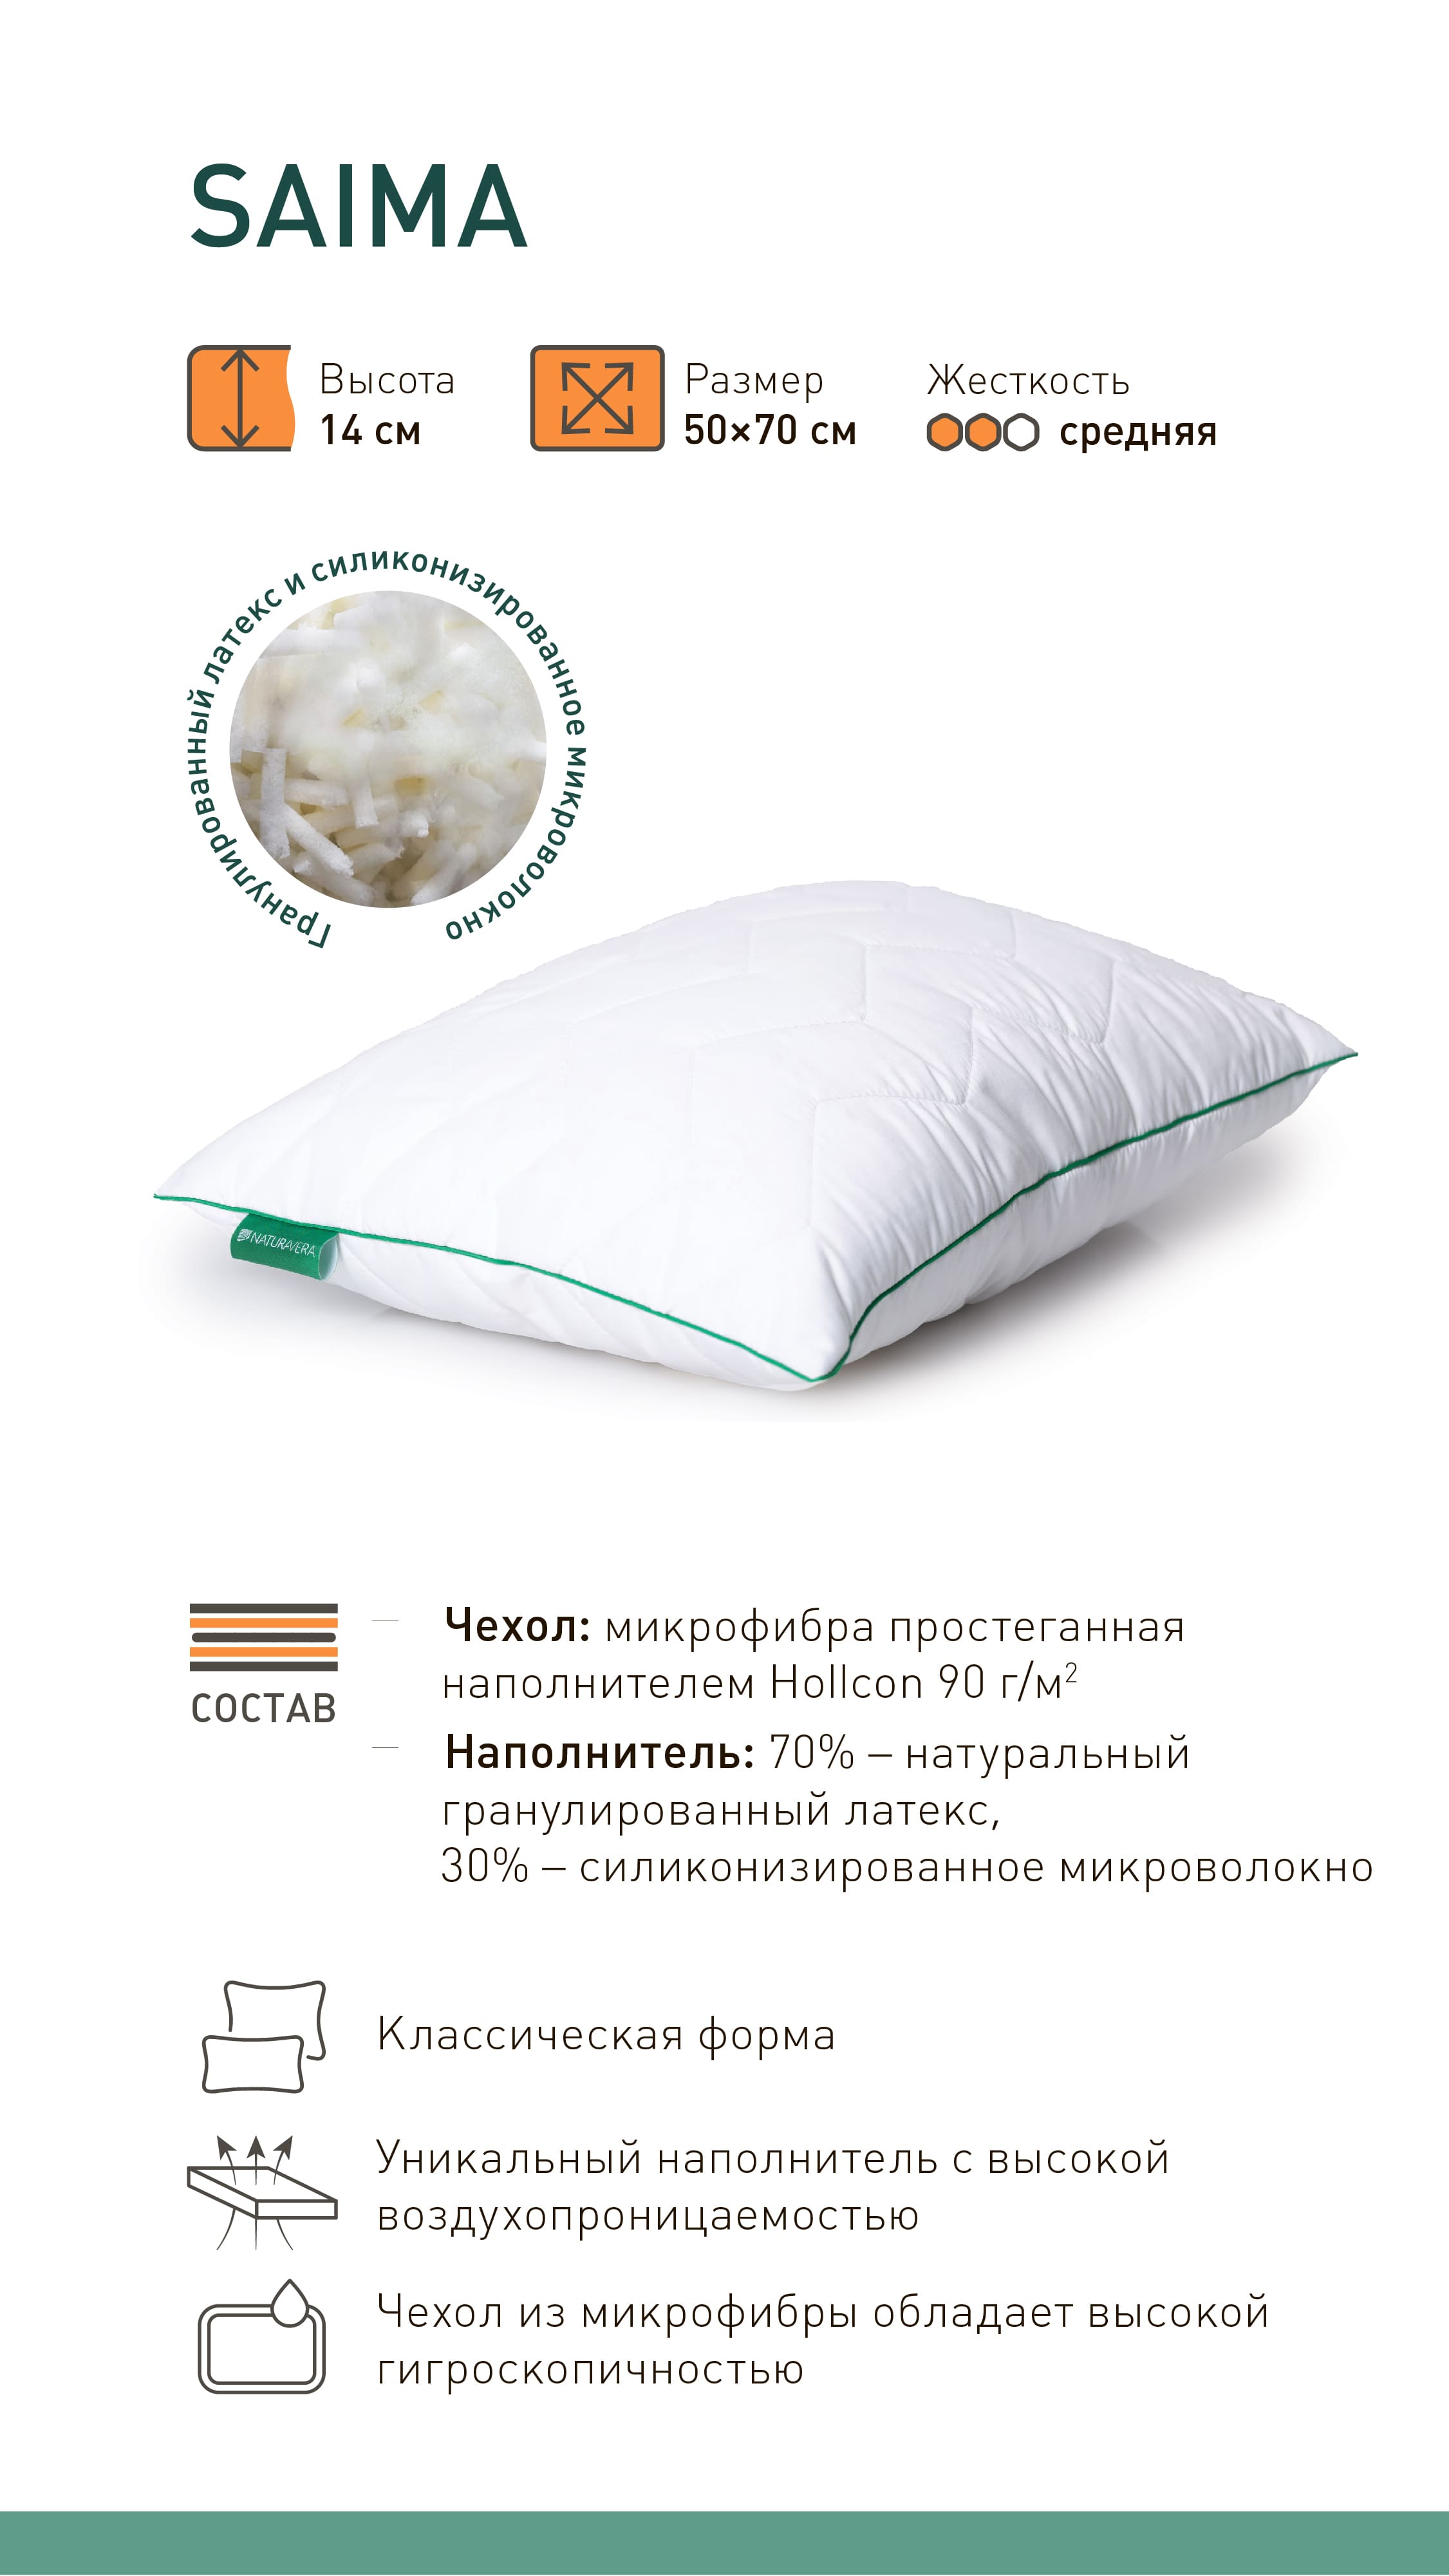 SAIMA
Высота
14 см
Размер
50×70 см
Жесткость
средняя
Гранулированный латекс и силиконизированное микроволокно
NATURAVERA
СОСТАВ
Чехол: микрофибра простеганная
наполнителем Hollcon 90 г/м²
Наполнитель: 70% – натуральный
гранулированный латекс,
30% – силиконизированное микроволокно
Классическая форма
Уникальный наполнитель с высокой
воздухопроницаемостью
Чехол из микрофибры обладает высокой
гигроскопичностью